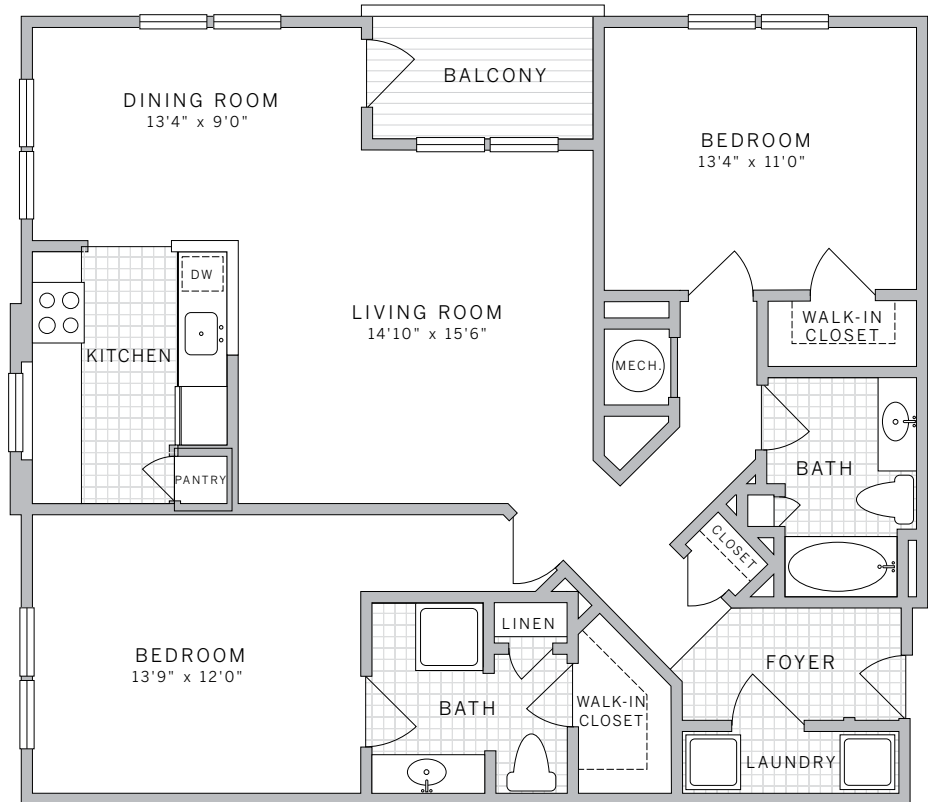 BALCONY
DINING ROOM
13'4" x 9'0"
BEDROOM
13'4" x 11'0"
DW
LIVING ROOM
14'10" x 15'6"
WALK-IN
CLOSET
KITCHEN
MECH.
BATH
PANTRY
CLOSET
LINEN
BEDROOM
13'9" x 12'0"
FOYER
BATH
WALK-IN
CLOSET
LAUNDRY